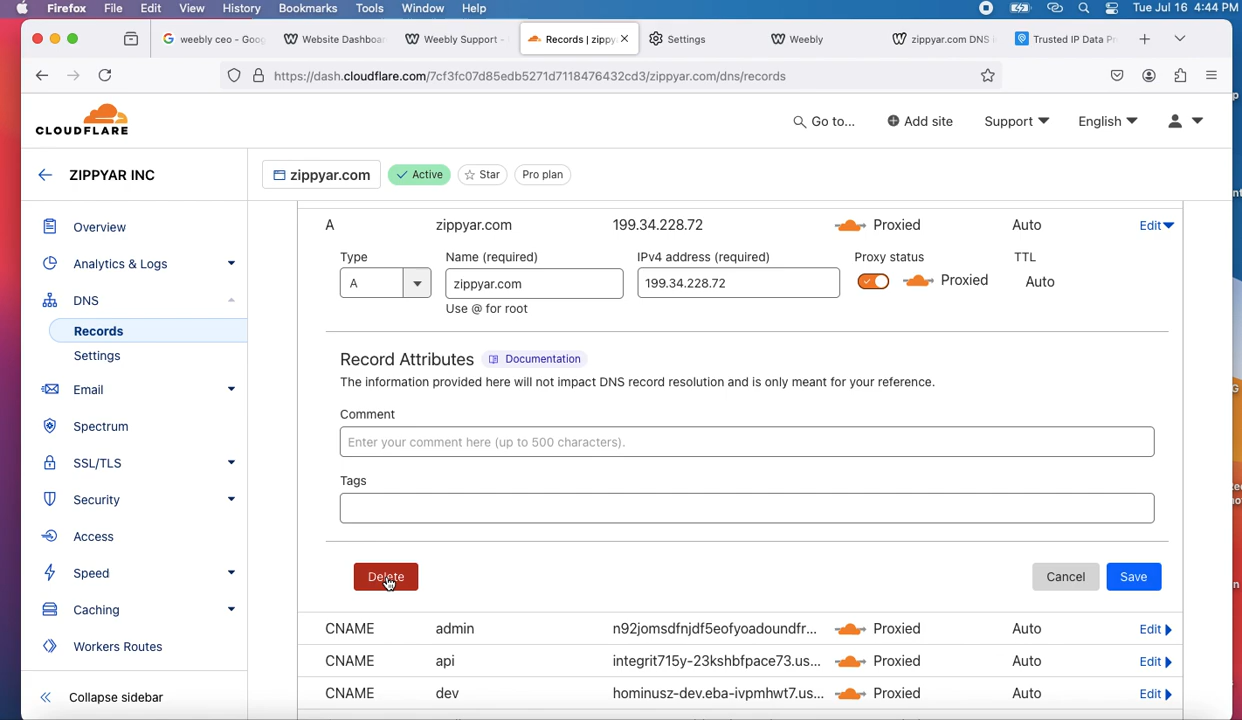 Firefox File Edit View History Bookmarks Tools Window Help Tue Jul 16 4:44 PM
weebly ceo - Goog Website Dashboar Weebly Support - Records | zippy Settings Weebly zippyar.com DNS Trusted IP Data Pr
https://dash.cloudflare.com/7cf3fc07d85edb5271d7118476432cd3/zippyar.com/dns/records
CLOUDFLARE Go to... Add site Support English
ZIPPYAR INC zippyar.com Active Star Pro plan
Overview
Analytics & Logs
DNS
Records
Settings
Email
Spectrum
SSL/TLS
Security
Access
Speed
Caching
Workers Routes
Collapse sidebar
A zippyar.com 199.34.228.72 Proxied Auto Edit
Type Name (required) IPv4 address (required) Proxy status TTL
A zippyar.com 199.34.228.72 Proxied Auto
Use @ for root
Record Attributes Documentation
The information provided here will not impact DNS record resolution and is only meant for your reference.
Comment
Enter your comment here (up to 500 characters).
Tags
Delete Cancel Save
CNAME admin n92jomsdfnjdf5eofyoadoundfr... Proxied Auto Edit
CNAME api integrit715y-23kshbfpace73.us... Proxied Auto Edit
CNAME dev hominusz-dev.eba-ivpmhwt7.us... Proxied Auto Edit